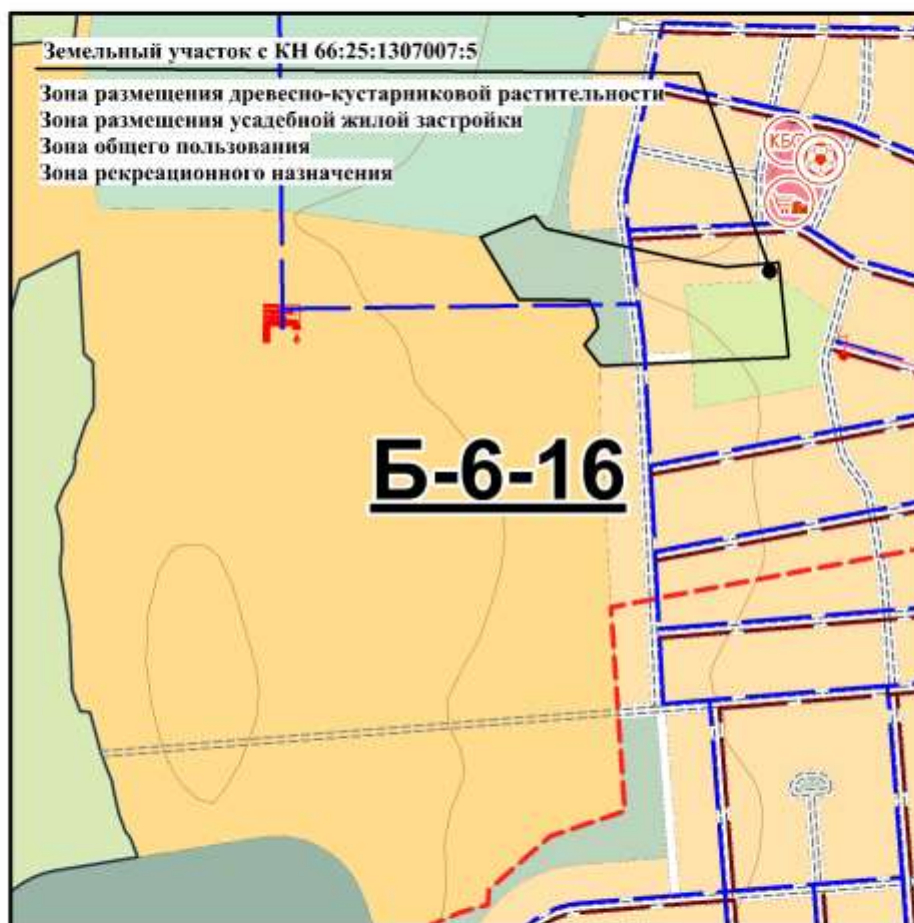 Земельный участок с КН 66:25:1307007:5
Зона размещения древесно-кустарниковой растительности
Зона размещения усадебной жилой застройки
Зона общего пользования
Зона рекреационного назначения
КБО
Б-6-16